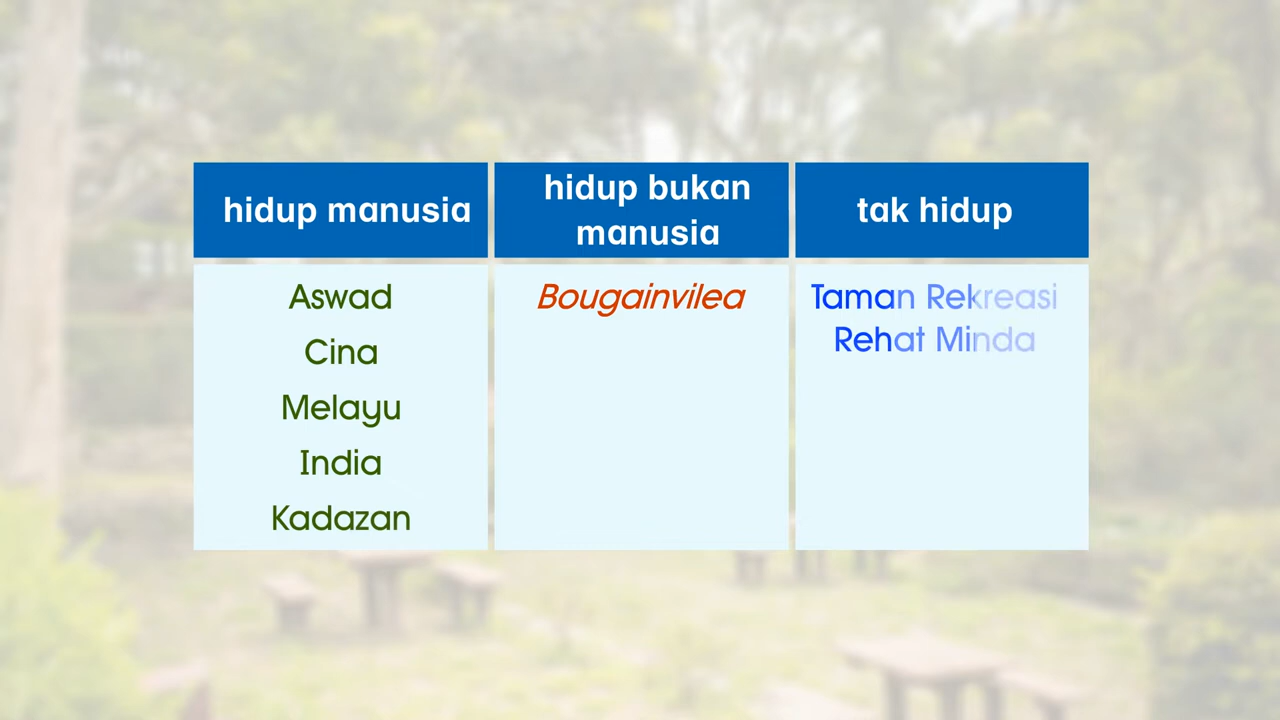 hidup manusia
hidup bukan
manusia
tak hidup
Aswad
Cina
Melayu
India
Kadazan
Bougainvilea
Taman Rekreasi
Rehat Minda